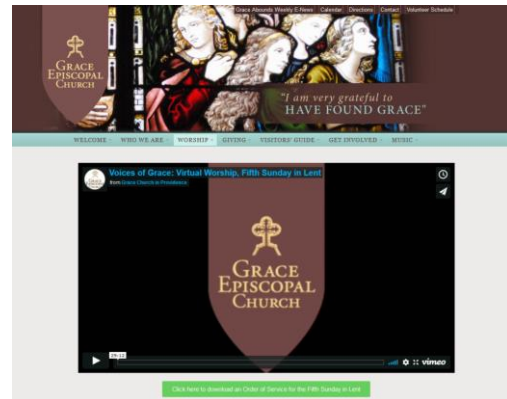 Grace Abounds Weekly E-News Calendar Directions Contact Volunteer Schedule
GRACE
EPISCOPAL
CHURCH
"I am very grateful to
HAVE FOUND GRACE"
WELCOME WHO WE ARE WORSHIP GIVING VISITORS' GUIDE GET INVOLVED MUSIC
Voices of Grace: Virtual Worship, Fifth Sunday in Lent
from Grace Church in Providence
GRACE
EPISCOPAL
CHURCH
29:12
vimeo
Click here to download an Order of Service for the Fifth Sunday in Lent